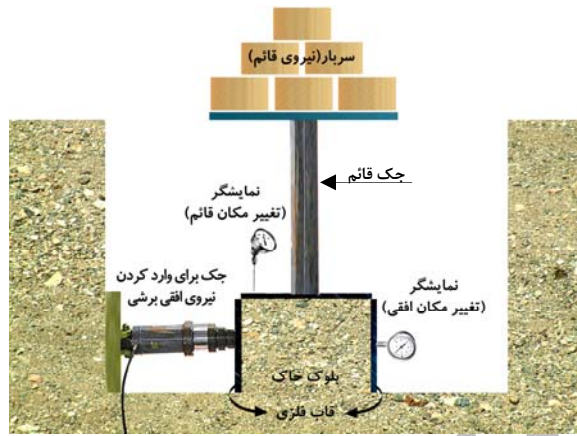 سربار(نیروی قائم)
جک قائم
نمایشگر
(تغییر مکان قائم)
نمایشگر
(تغییر مکان افقی)
جک برای وارد کردن
نیروی افقی برشی
بلوک خاک
قاب فلزی